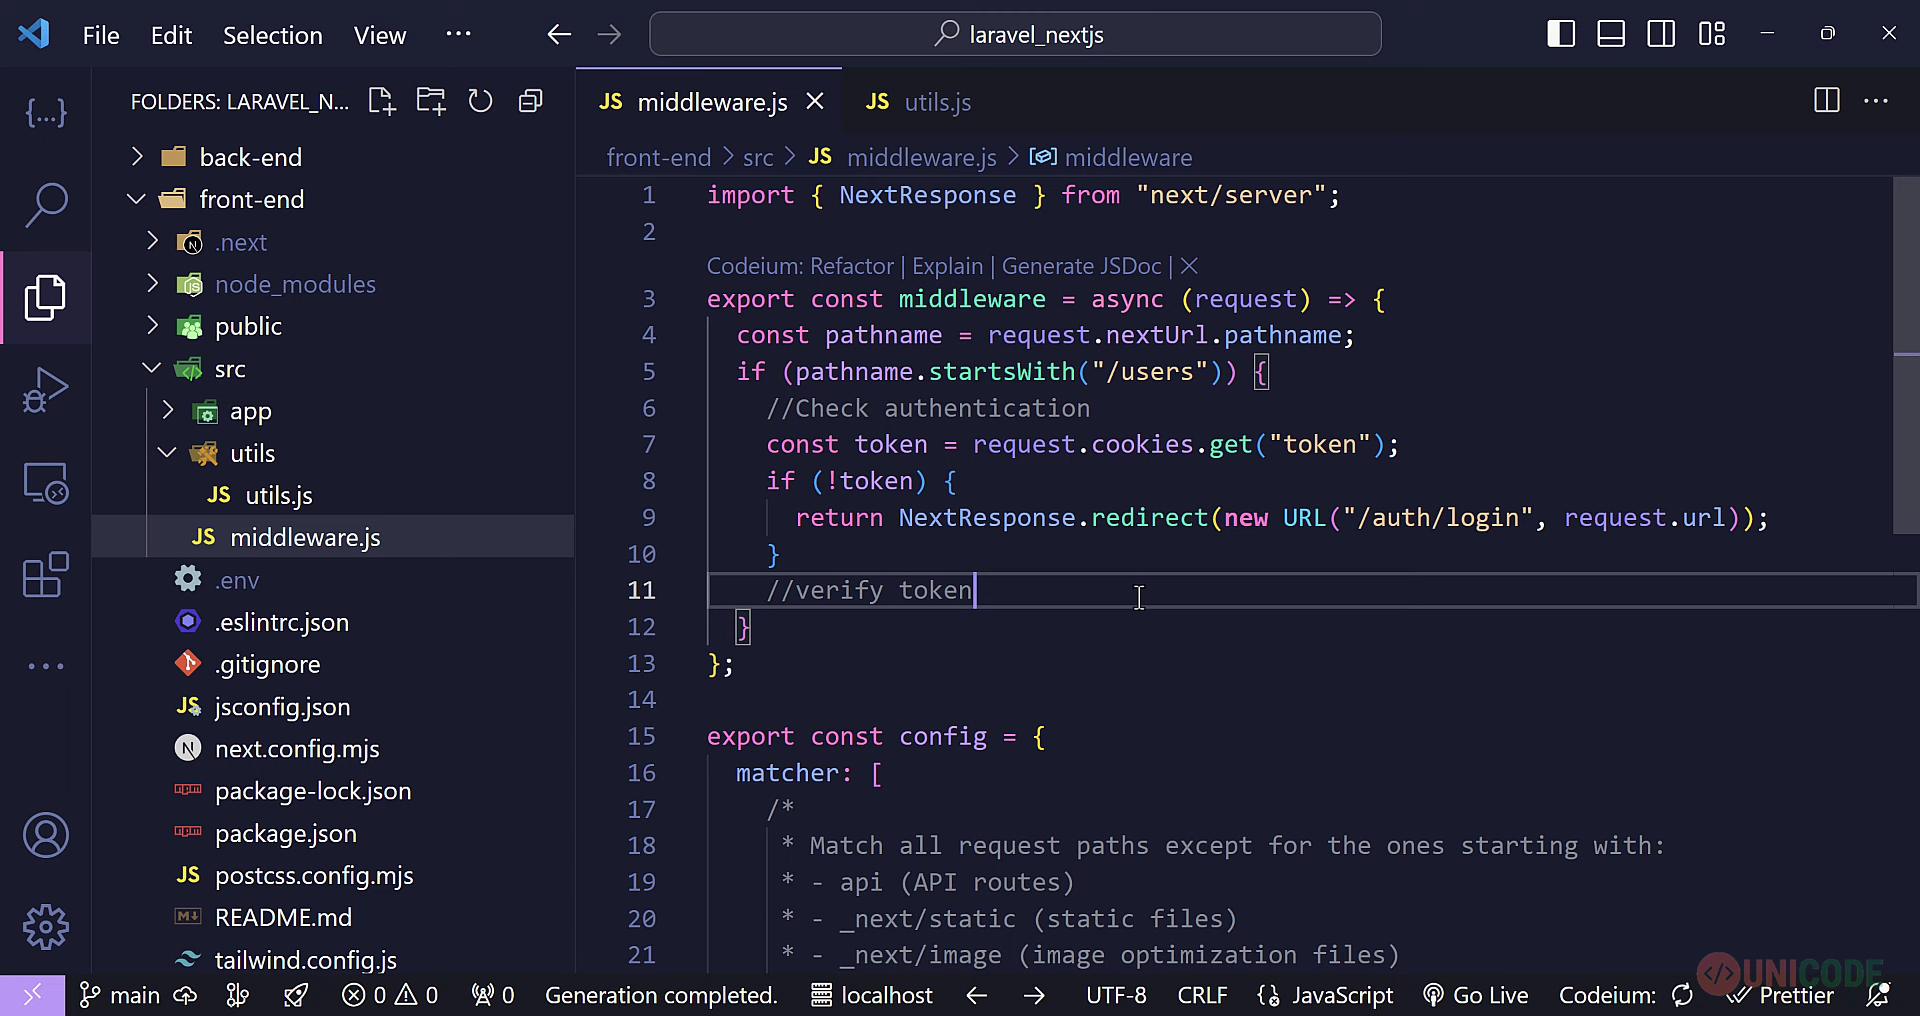 File Edit Selection View ··· laravel_nextjs
FOLDERS: LARAVEL_N...
back-end
front-end
.next
node_modules
public
src
app
utils
JS utils.js
JS middleware.js
.env
.eslintrc.json
.gitignore
JS jsconfig.json
N next.config.mjs
npm package-lock.json
npm package.json
JS postcss.config.mjs
README.md
tailwind.config.js
JS middleware.js JS utils.js
front-end > src > JS middleware.js > middleware
1 import { NextResponse } from "next/server";
2
Codeium: Refactor | Explain | Generate JSDoc | X
3 export const middleware = async (request) => {
4 const pathname = request.nextUrl.pathname;
5 if (pathname.startsWith("/users")) {
6 //Check authentication
7 const token = request.cookies.get("token");
8 if (!token) {
9 return NextResponse.redirect(new URL("/auth/login", request.url));
10 }
11 //verify token
12 }
13 };
14
15 export const config = {
16 matcher: [
17 /*
18 * Match all request paths except for the ones starting with:
19 * - api (API routes)
20 * - _next/static (static files)
21 * - _next/image (image optimization files)
UNICODE
main 0 0 0 Generation completed. localhost UTF-8 CRLF JavaScript Go Live Codeium: Prettier